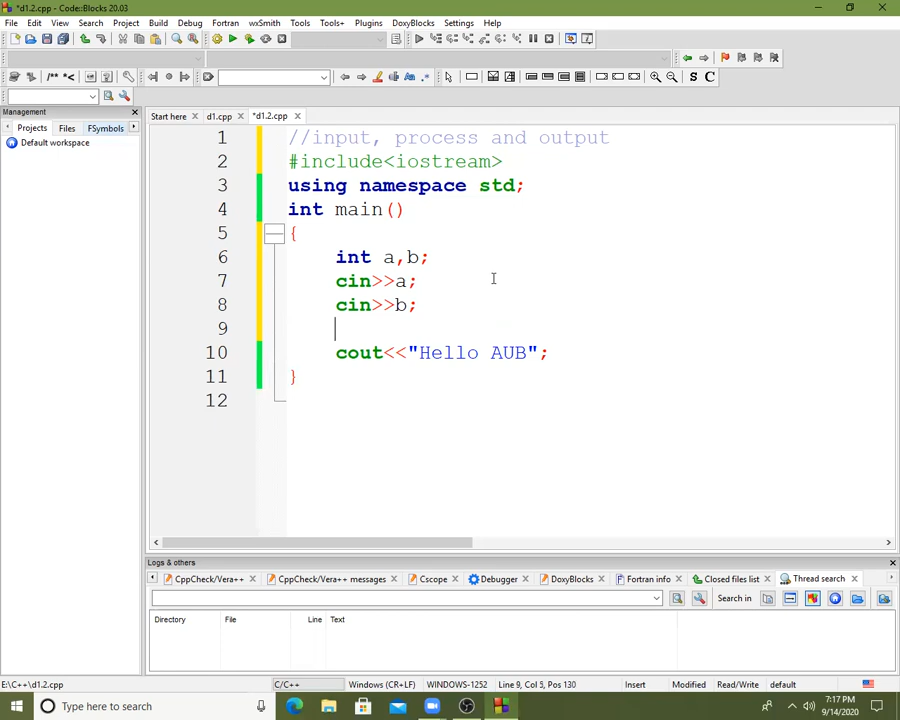 *d1.2.cpp - Code::Blocks 20.03
File Edit View Search Project Build Debug Fortran wxSmith Tools Tools+ Plugins DoxyBlocks Settings Help
/** *<
S C
Management
Projects Files FSymbols
Default workspace
Start here d1.cpp *d1.2.cpp
1 //input, process and output
2 #include<iostream>
3 using namespace std;
4 int main()
5 {
6 int a,b;
7 cin>>a;
8 cin>>b;
9
10 cout<<"Hello AUB";
11 }
12
Logs & others
CppCheck/Vera++ CppCheck/Vera++ messages Cscope Debugger DoxyBlocks Fortran info Closed files list Thread search
Search in
Directory File Line Text
E:\C++\d1.2.cpp C/C++ Windows (CR+LF) WINDOWS-1252 Line 9, Col 5, Pos 130 Insert Modified Read/Write default
Type here to search
7:17 PM
9/14/2020